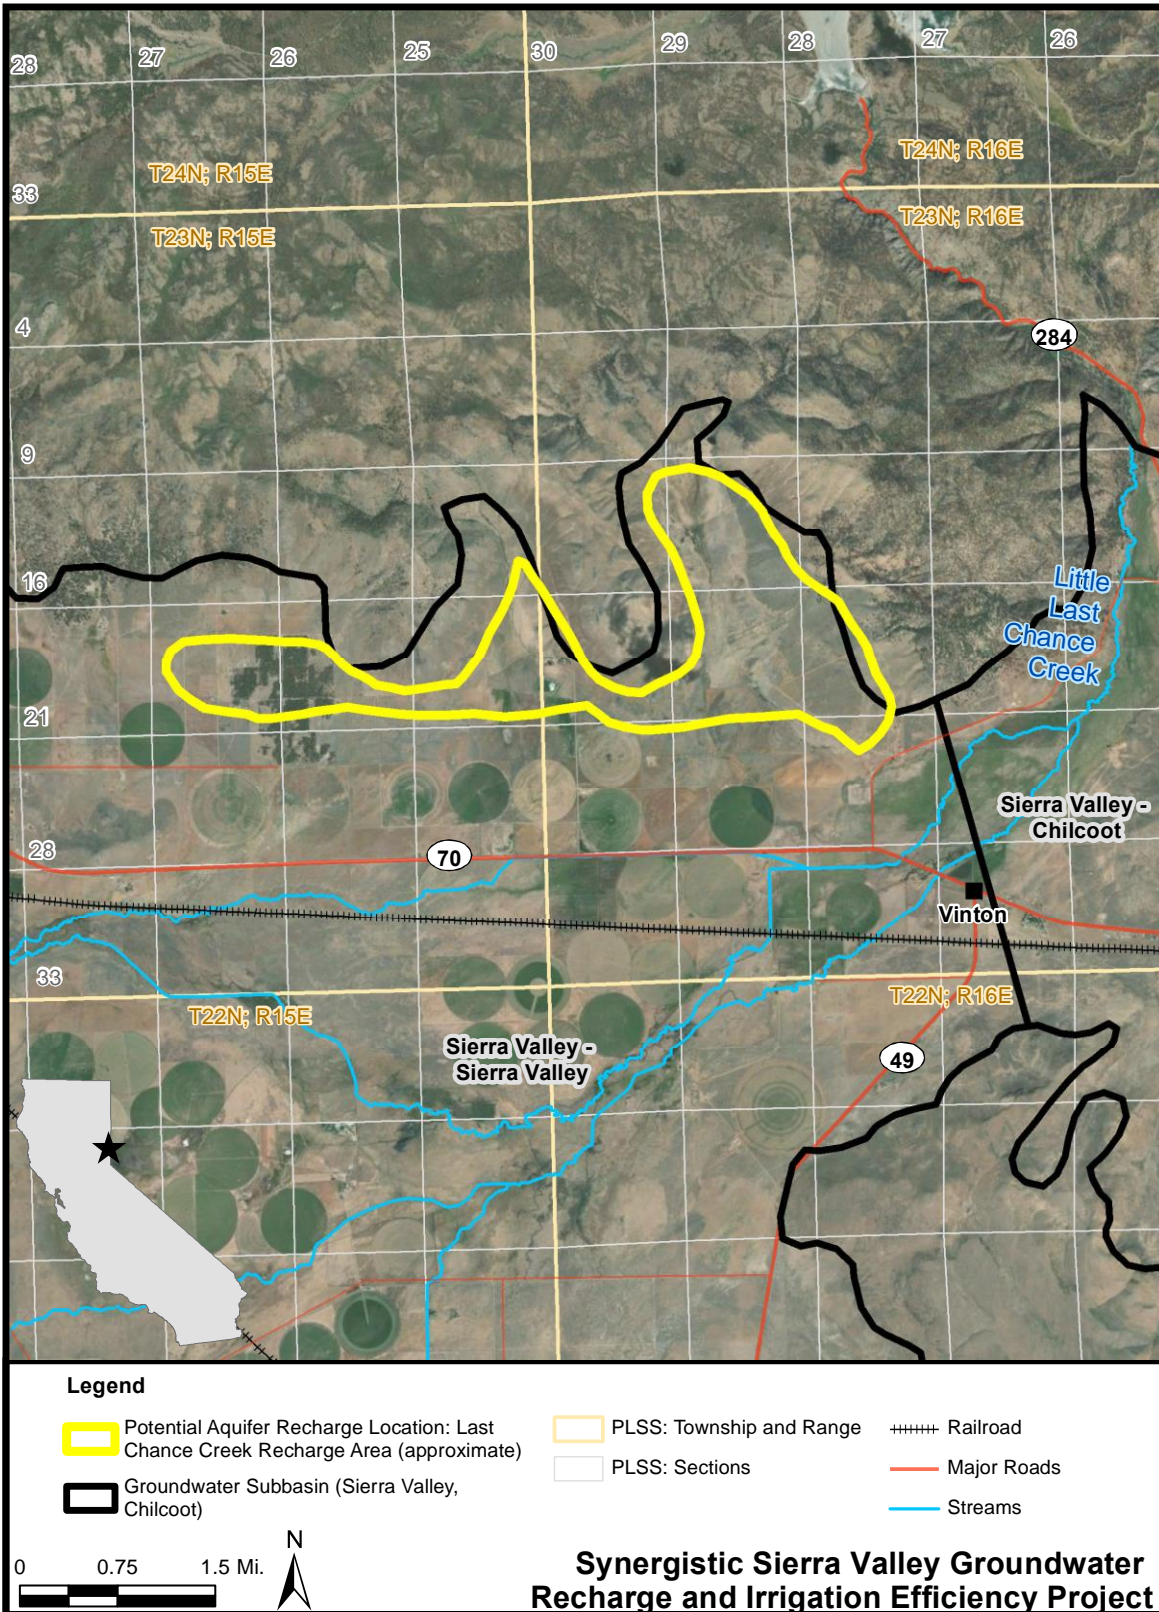 28
27
26
25
30
29
28
27
26
T24N; R15E
T24N; R16E
33
T23N; R15E
T23N; R16E
4
284
9
16
Little
Last
Chance
Creek
21
Sierra Valley -
Chilcoot
28
70
Vinton
33
T22N; R15E
T22N; R16E
Sierra Valley -
Sierra Valley
49
Legend
Potential Aquifer Recharge Location: Last
Chance Creek Recharge Area (approximate)
Groundwater Subbasin (Sierra Valley,
Chilcoot)
PLSS: Township and Range
PLSS: Sections
Railroad
Major Roads
Streams
0 0.75 1.5 Mi.
N
Synergistic Sierra Valley Groundwater
Recharge and Irrigation Efficiency Project